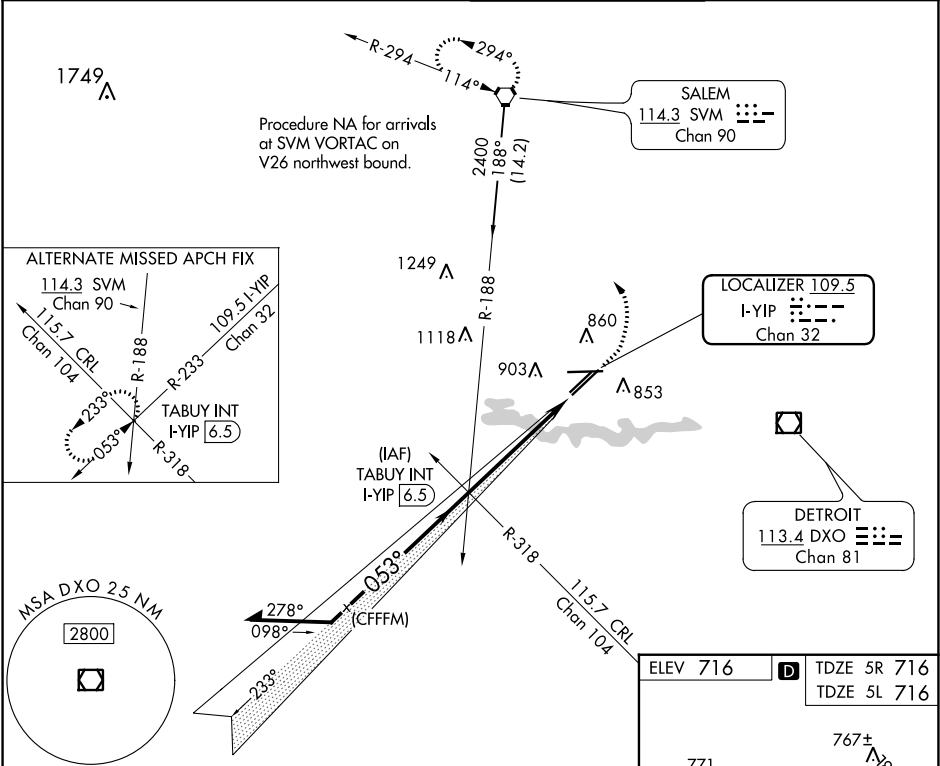 R-294
294°
114°
1749
SALEM
114.3 SVM
Chan 90
Procedure NA for arrivals
at SVM VORTAC on
V26 northwest bound.
2400
188°
(14.2)
ALTERNATE MISSED APCH FIX
114.3 SVM
Chan 90
115.7 CRL
Chan 104
R-188
109.5 I-YIP
Chan 32
R-233
233°
053°
TABUY INT
I-YIP 6.5
R-318
1249
R-188
1118
860
903
853
LOCALIZER 109.5
I-YIP
Chan 32
(IAF)
TABUY INT
I-YIP 6.5
DETROIT
113.4 DXO
Chan 81
R-318
115.7 CRL
Chan 104
053°
278°
098°
(CFFFM)
233°
MSA DXO 25 NM
2800
ELEV 716
D
TDZE 5R 716
TDZE 5L 716
767±
771